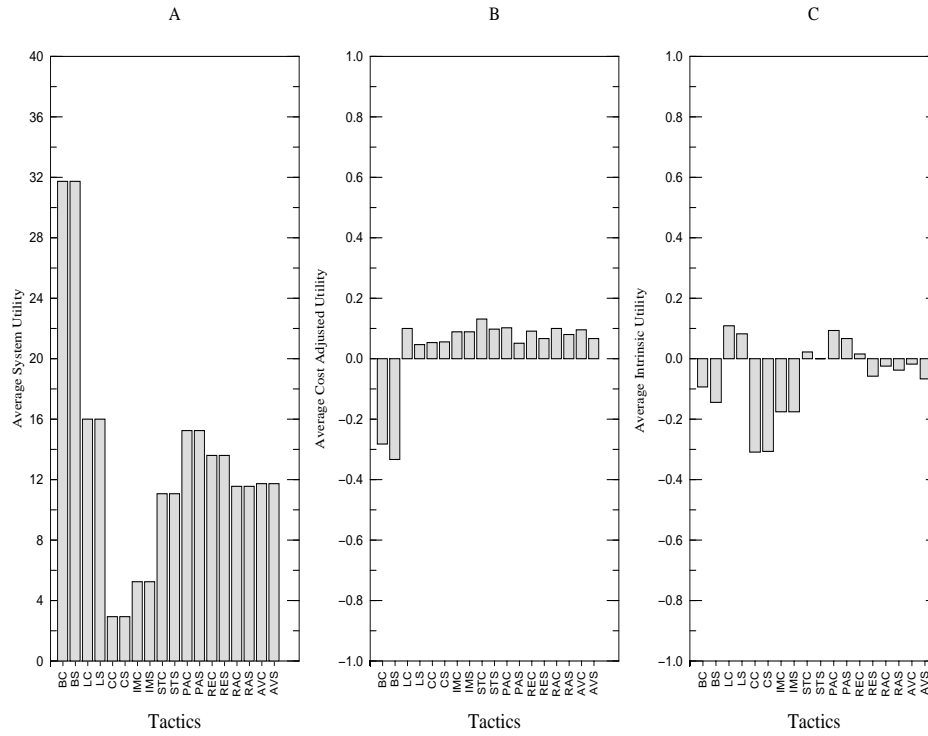 A
B
C
40
36
32
28
24
20
16
12
8
4
0
Average System Utility
BC
BS
LC
LS
CC
CS
IMC
IMS
STC
STS
PAC
PAS
REC
RES
RAC
RAS
AVC
AVS
Tactics
1.0
0.8
0.6
0.4
0.2
0.0
−0.2
−0.4
−0.6
−0.8
−1.0
Average Cost Adjusted Utility
BC
BS
LC
LS
CC
CS
IMC
IMS
STC
STS
PAC
PAS
REC
RES
RAC
RAS
AVC
AVS
Tactics
1.0
0.8
0.6
0.4
0.2
0.0
−0.2
−0.4
−0.6
−0.8
−1.0
Average Intrinsic Utility
BC
BS
LC
LS
CC
CS
IMC
IMS
STC
STS
PAC
PAS
REC
RES
RAC
RAS
AVC
AVS
Tactics